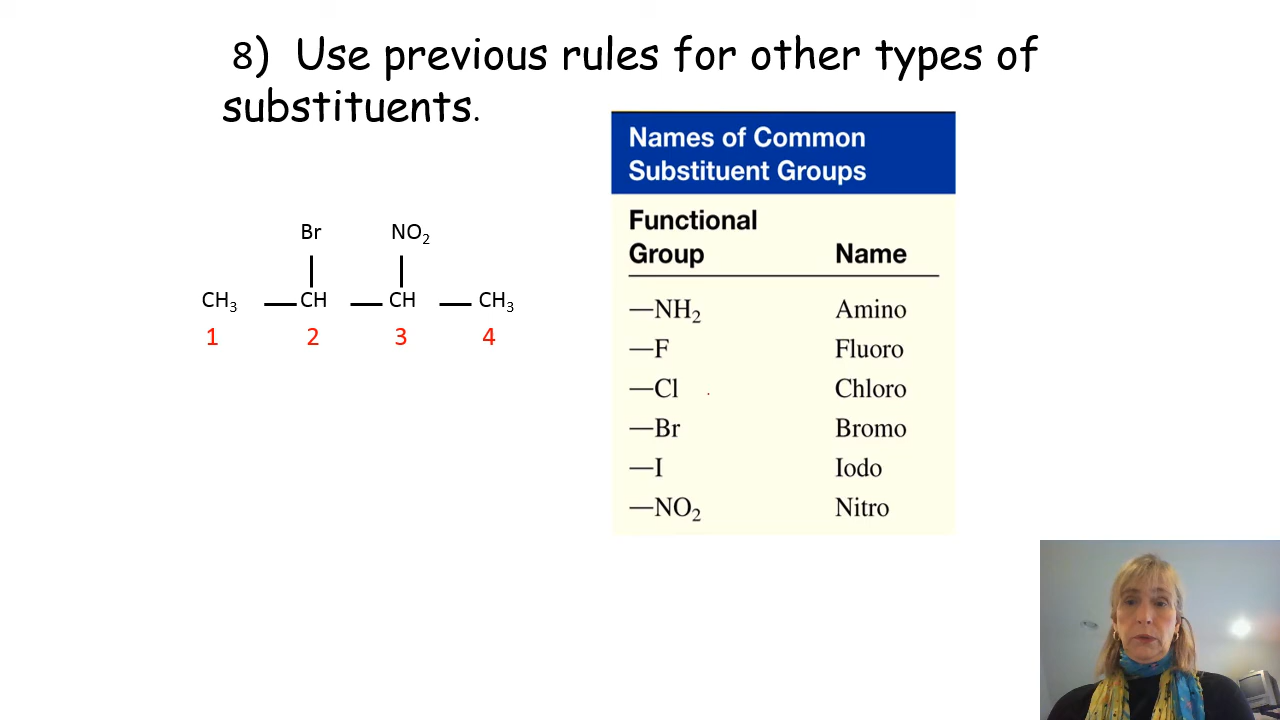 8) Use previous rules for other types of
substituents.
Br NO₂
CH₃ CH CH CH₃
1 2 3 4
Names of Common
Substituent Groups
Functional
Group Name
—NH₂ Amino
—F Fluoro
—Cl Chloro
—Br Bromo
—I Iodo
—NO₂ Nitro